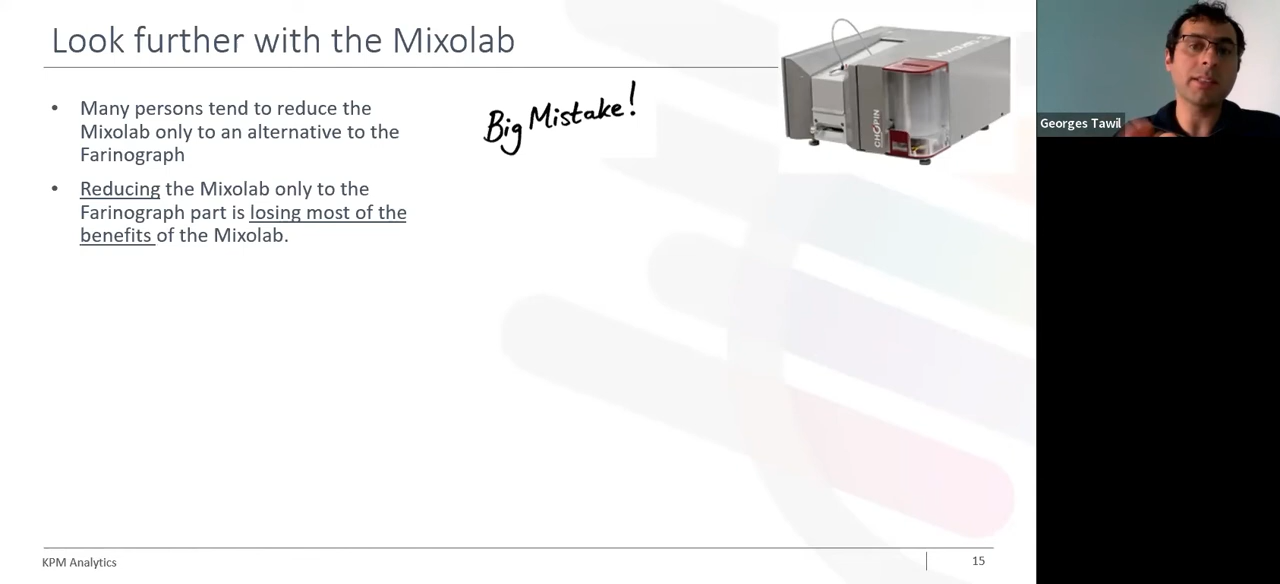 Look further with the Mixolab
• Many persons tend to reduce the
Mixolab only to an alternative to the
Farinograph
• Reducing the Mixolab only to the
Farinograph part is losing most of the
benefits of the Mixolab.
Big Mistake!
CHOPIN
Georges Tawil
KPM Analytics
15